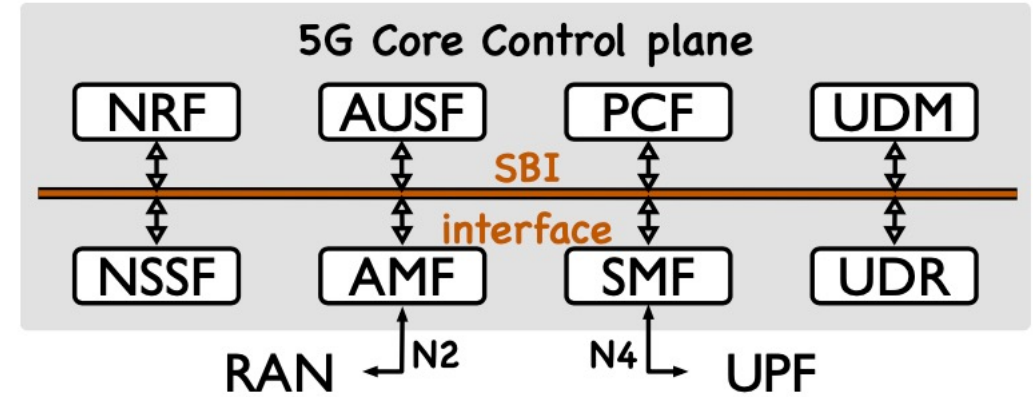 5G Core Control plane
NRF AUSF PCF UDM
SBI
interface
NSSF AMF SMF UDR
N2 N4
RAN UPF